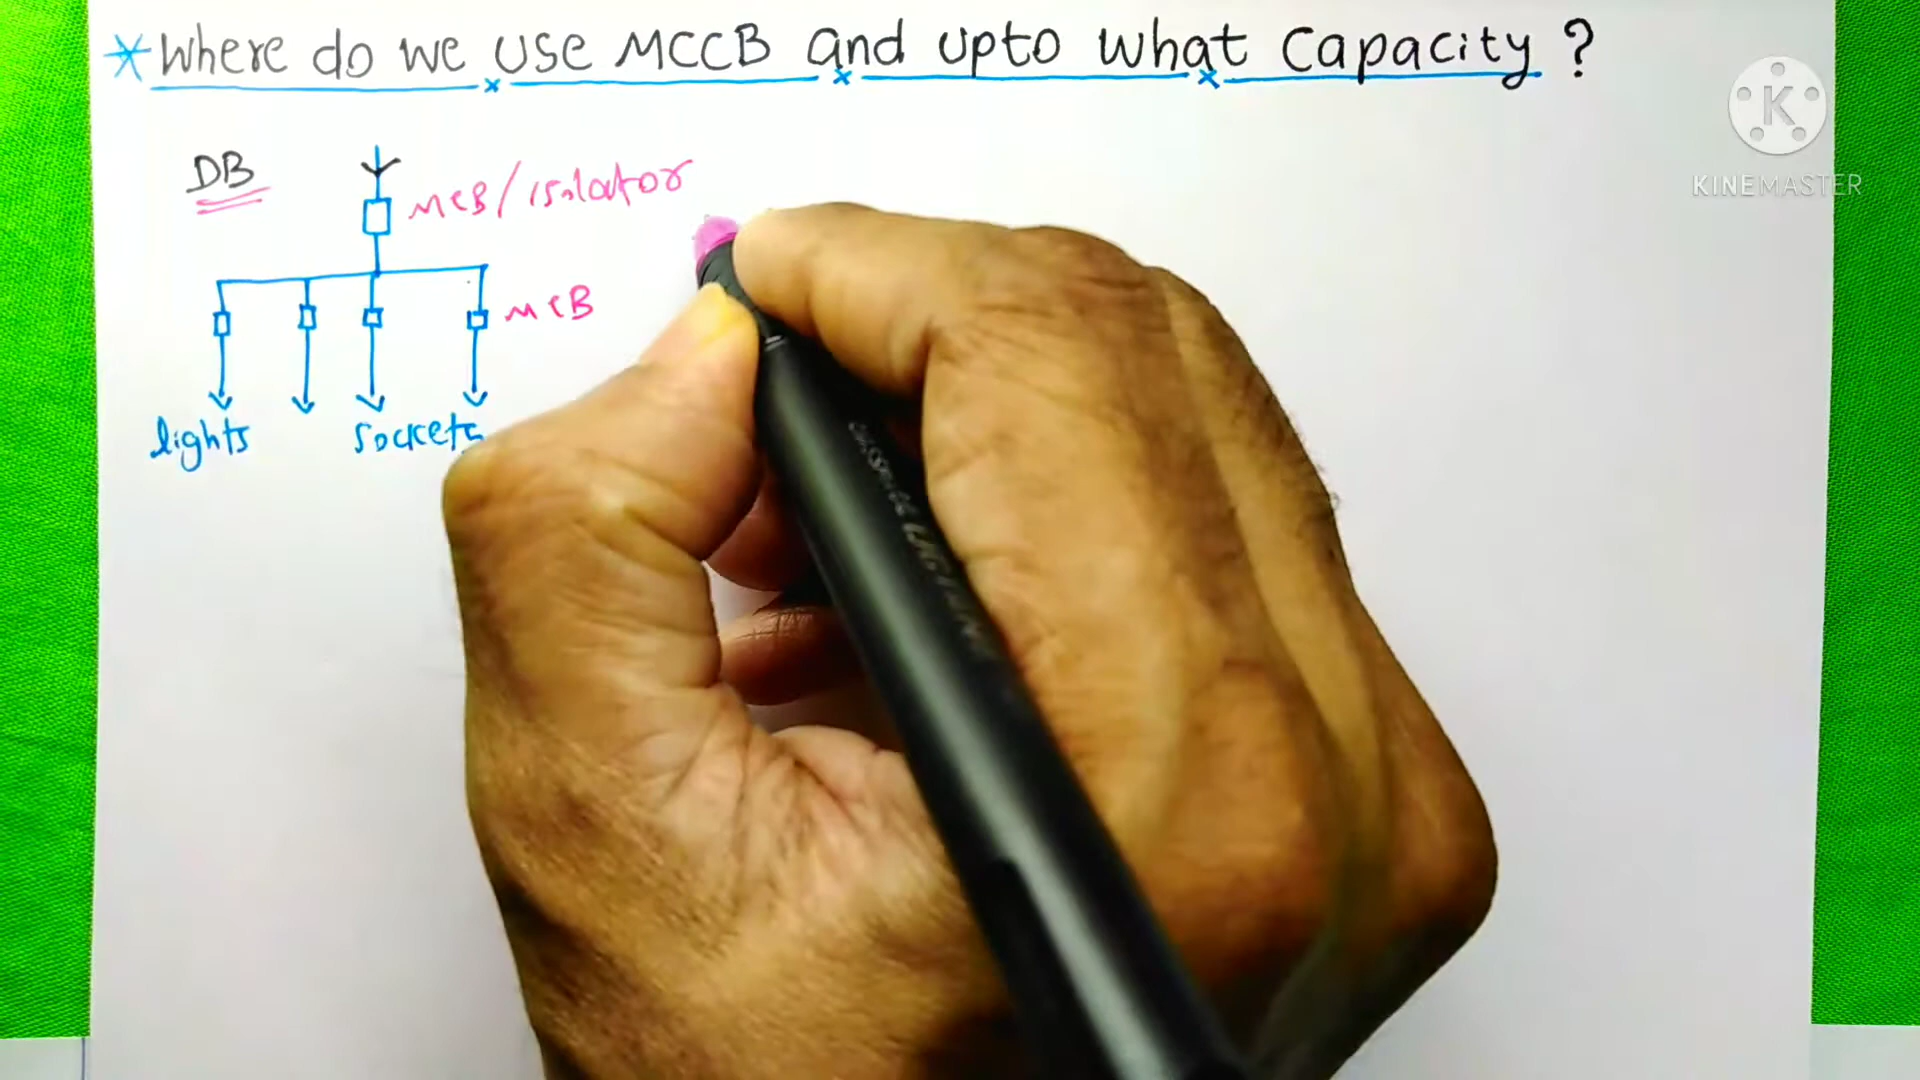 *Where do we use MCCB and upto what capacity ?
DB
MCB/isolator
MCB
lights
sockets
K
KINEMASTER